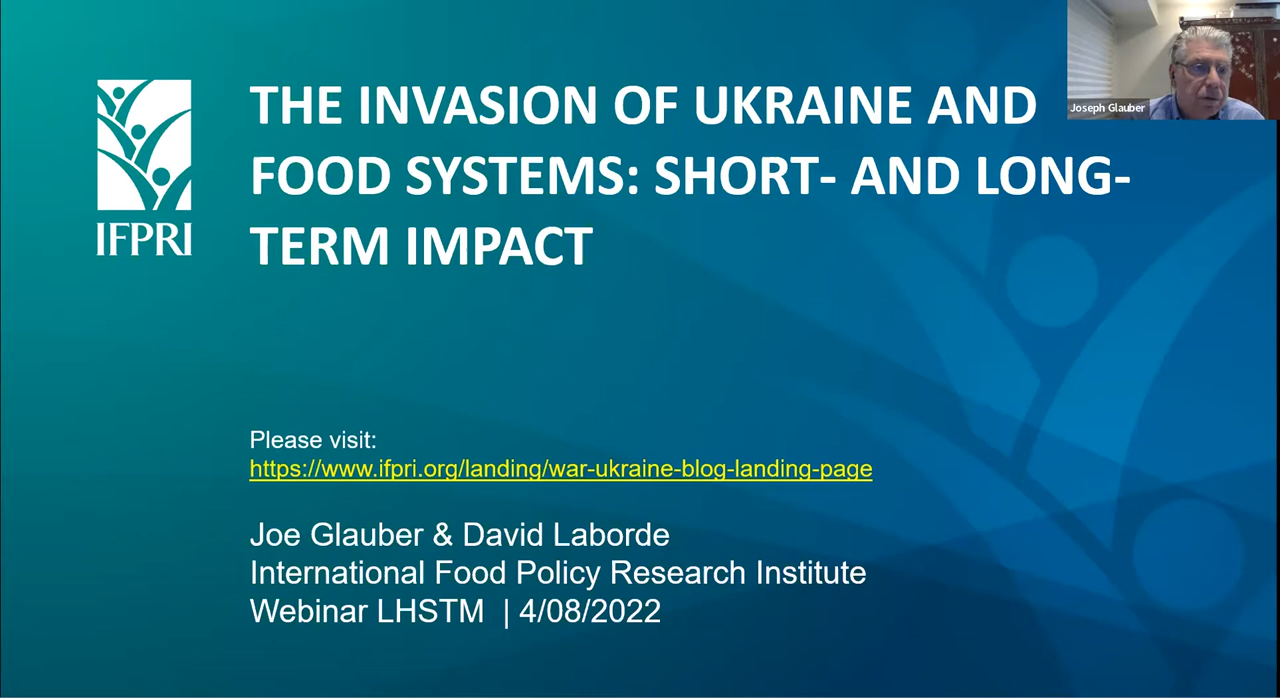 THE INVASION OF UKRAINE AND
FOOD SYSTEMS: SHORT- AND LONG-
TERM IMPACT
Joseph Glauber
IFPRI
Please visit:
https://www.ifpri.org/landing/war-ukraine-blog-landing-page
Joe Glauber & David Laborde
International Food Policy Research Institute
Webinar LHSTM | 4/08/2022